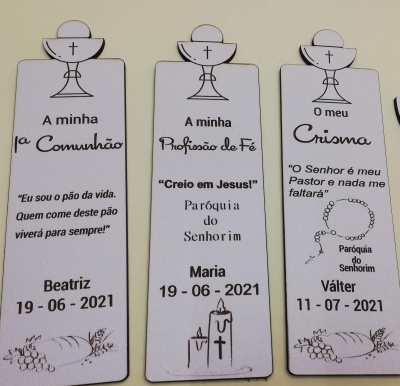 A minha
1ª Comunhão
“Eu sou o pão da vida.
Quem come deste pão
viverá para sempre!”
Beatriz
19 - 06 - 2021
A minha
Profissão de Fé
“Creio em Jesus!”
Paróquia
do
Senhorim
Maria
19 - 06 - 2021
O meu
Crisma
“O Senhor é meu
Pastor e nada me
faltará”
Paróquia
do
Senhorim
Válter
11 - 07 - 2021